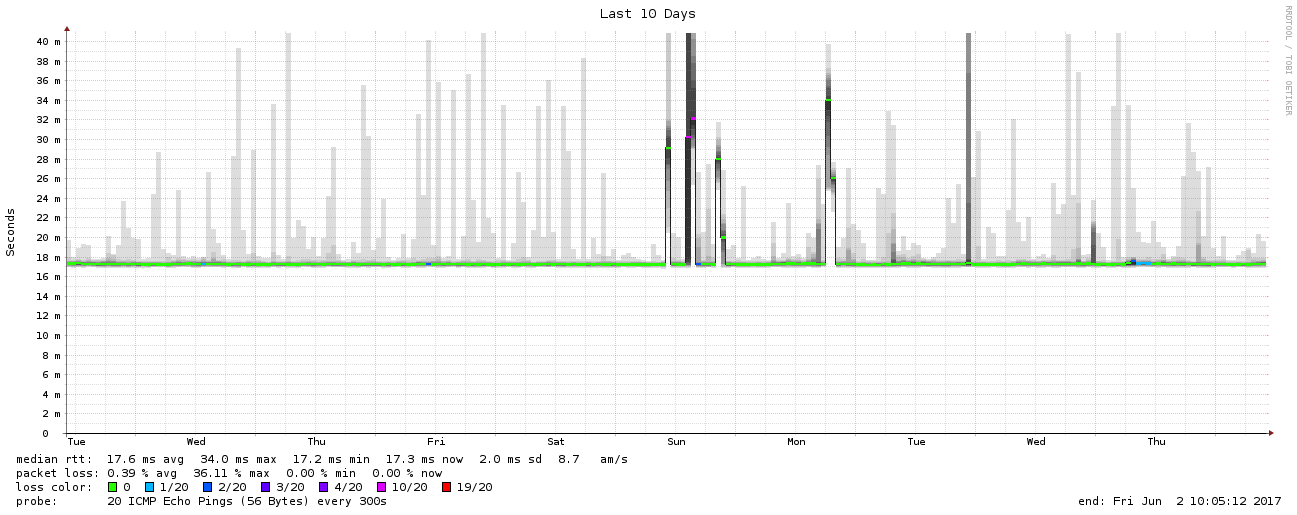 Last 10 Days
RRDTOOL / TOBI OETIKER
Seconds
40 m
38 m
36 m
34 m
32 m
30 m
28 m
26 m
24 m
22 m
20 m
18 m
16 m
14 m
12 m
10 m
8 m
6 m
4 m
2 m
0
Tue Wed Thu Fri Sat Sun Mon Tue Wed Thu
median rtt: 17.6 ms avg 34.0 ms max 17.2 ms min 17.3 ms now 2.0 ms sd 8.7 am/s
packet loss: 0.39 % avg 36.11 % max 0.00 % min 0.00 % now
loss color: 0 1/20 2/20 3/20 4/20 10/20 19/20
probe: 20 ICMP Echo Pings (56 Bytes) every 300s end: Fri Jun 2 10:05:12 2017